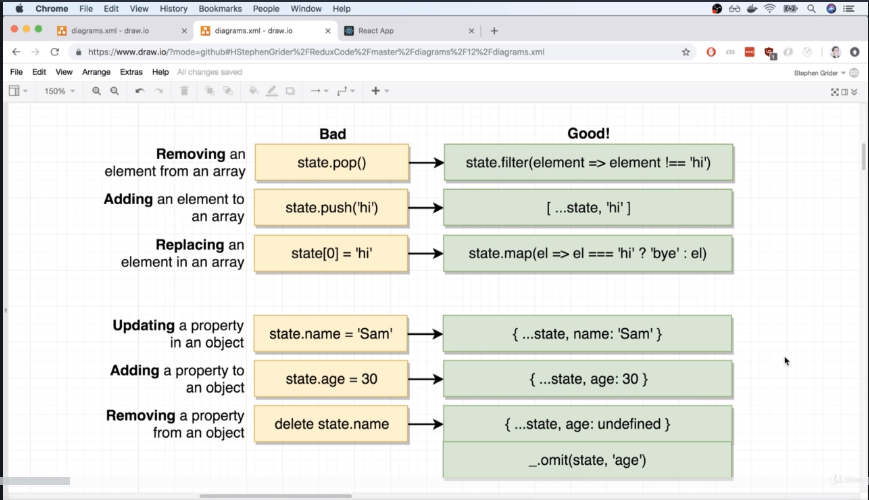 Chrome File Edit View History Bookmarks People Window Help
diagrams.xml - draw.io
diagrams.xml - draw.io
React App
https://www.draw.io/?mode=github#HStephenGrider%2FReduxCode%2Fmaster%2Fdiagrams%2F12%2Fdiagrams.xml
File Edit View Arrange Extras Help All changes saved
Stephen Grider
150%
Bad Good!
Removing an
element from an array
state.pop()
state.filter(element => element !== 'hi')
Adding an element to
an array
state.push('hi')
[ ...state, 'hi' ]
Replacing an
element in an array
state[0] = 'hi'
state.map(el => el === 'hi' ? 'bye' : el)
Updating a property
in an object
state.name = 'Sam'
{ ...state, name: 'Sam' }
Adding a property to
an object
state.age = 30
{ ...state, age: 30 }
Removing a property
from an object
delete state.name
{ ...state, age: undefined }
_.omit(state, 'age')